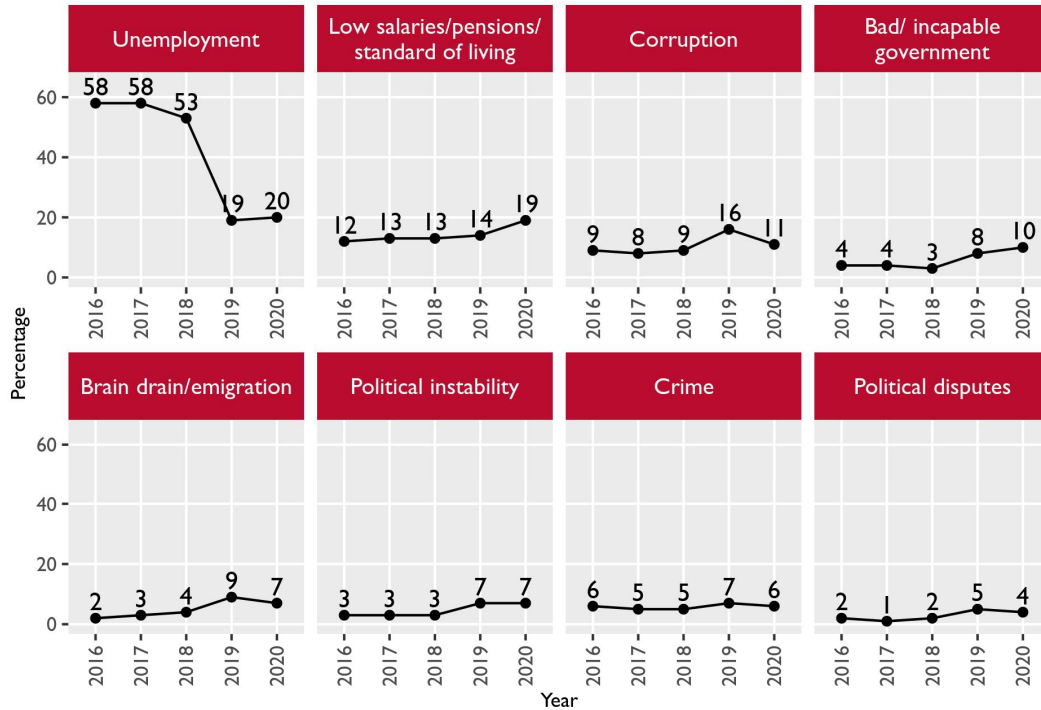 Unemployment
Low salaries/pensions/
standard of living
Corruption
Bad/ incapable
government
60
40
20
0
58 58 53 19 20
12 13 13 14 19
9 8 9 16 11
4 4 3 8 10
2016 2017 2018 2019 2020
2016 2017 2018 2019 2020
2016 2017 2018 2019 2020
2016 2017 2018 2019 2020
Percentage
Brain drain/emigration
Political instability
Crime
Political disputes
60
40
20
0
2 3 4 9 7
3 3 3 7 7
6 5 5 7 6
2 1 2 5 4
2016 2017 2018 2019 2020
2016 2017 2018 2019 2020
2016 2017 2018 2019 2020
2016 2017 2018 2019 2020
Year